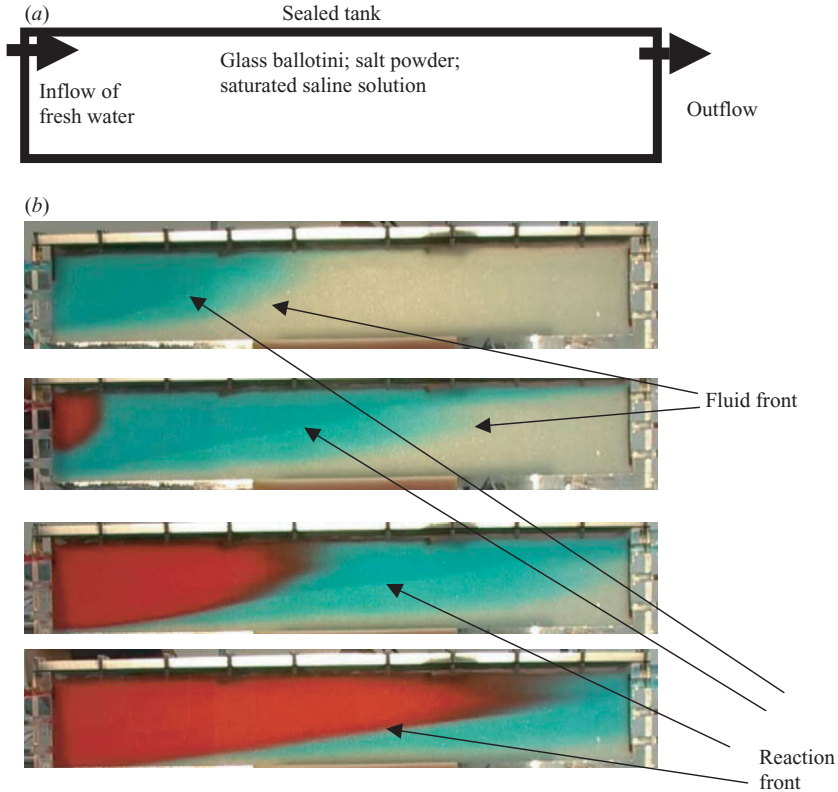 (a)
Sealed tank
Glass ballotini; salt powder;
saturated saline solution
Inflow of
fresh water
Outflow
(b)
Fluid front
Reaction
front